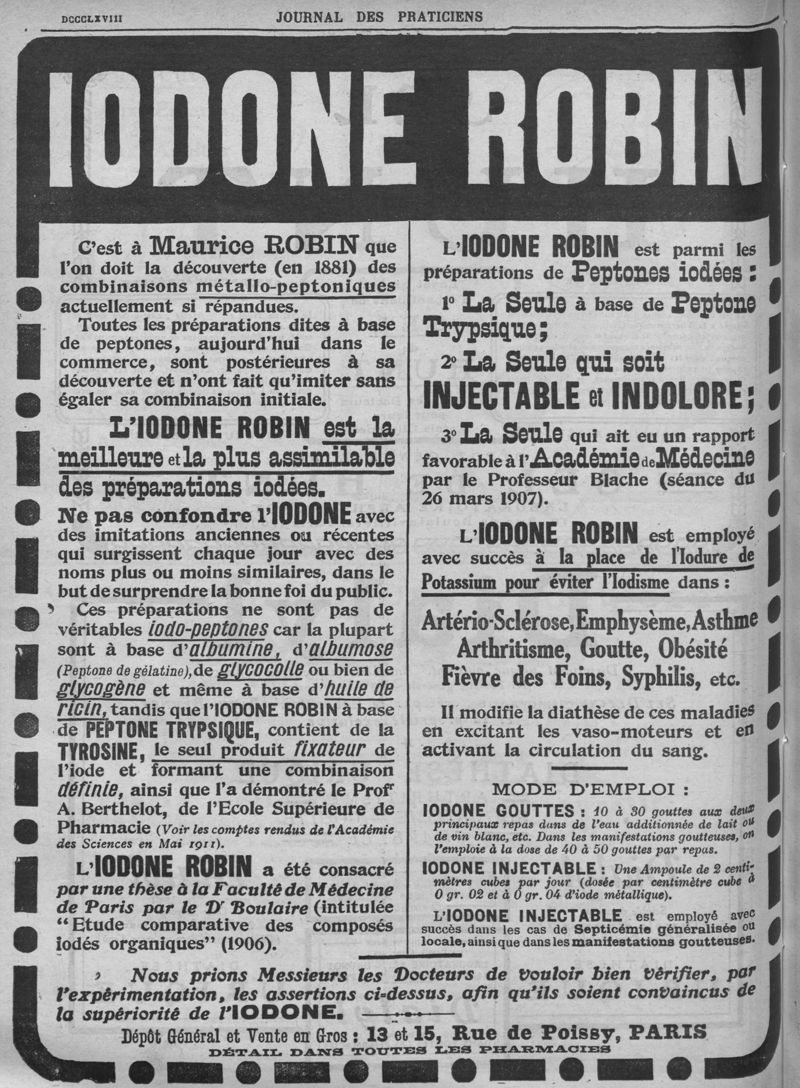 DCCCLXVIII
JOURNAL DES PRATICIENS
IODONE ROBIN
C'est à Maurice ROBIN que
l'on doit la découverte (en 1881) des
combinaisons métallo-peptoniques
actuellement si répandues.
Toutes les préparations dites à base
de peptones, aujourd'hui dans le
commerce, sont postérieures à sa
découverte et n'ont fait qu'imiter sans
égaler sa combinaison initiale.
L'IODONE ROBIN est la
meilleure et la plus assimilable
des préparations iodées.
Ne pas confondre l'IODONE avec
des imitations anciennes ou récentes
qui surgissent chaque jour avec des
noms plus ou moins similaires, dans le
but de surprendre la bonne foi du public.
Ces préparations ne sont pas de
véritables iodo-peptones car la plupart
sont à base d'albumine, d'albumose
(Peptone de gélatine), de glycocolle ou bien de
glycogène et même à base d'huile de
ricin, tandis que l'IODONE ROBIN à base
de PEPTONE TRYPSIQUE, contient de la
TYROSINE, le seul produit fixateur de
l'iode et formant une combinaison
définie, ainsi que l'a démontré le Profr
A. Berthelot, de l'Ecole Supérieure de
Pharmacie (Voir les comptes rendus de l'Académie
des Sciences en Mai 1911).
L'IODONE ROBIN a été consacré
par une thèse à la Faculté de Médecine
de Paris par le Dr Boulaire (intitulée
"Etude comparative des composés
iodés organiques" (1906).
L'IODONE ROBIN est parmi les
préparations de Peptones iodées :
1º La Seule à base de Peptone
Trypsique;
2º La Seule qui soit
INJECTABLE et INDOLORE;
3º La Seule qui ait eu un rapport
favorable à l'Académie de Médecine
par le Professeur Blache (séance du
26 mars 1907).
L'IODONE ROBIN est employé
avec succès à la place de l'Iodure de
Potassium pour éviter l'Iodisme dans :
Artério-Sclérose, Emphysème, Asthme
Arthritisme, Goutte, Obésité
Fièvre des Foins, Syphilis, etc.
Il modifie la diathèse de ces maladies
en excitant les vaso-moteurs et en
activant la circulation du sang.
MODE D'EMPLOI :
IODONE GOUTTES : 10 à 30 gouttes aux deux
principaux repas dans de l'eau additionnée de lait ou
de vin blanc, etc. Dans les manifestations goutteuses, on
l'emploie à la dose de 40 à 50 gouttes par repas.
IODONE INJECTABLE : Une Ampoule de 2 centi-
mètres cubes par jour (dosée par centimètre cube à
0 gr. 02 et à 0 gr. 04 d'iode métallique).
L'IODONE INJECTABLE est employé avec
succès dans les cas de Septicémie généralisée ou
locale, ainsi que dans les manifestations goutteuses.
Nous prions Messieurs les Docteurs de vouloir bien vérifier, par
l'expérimentation, les assertions ci-dessus, afin qu'ils soient convaincus de
la supériorité de l'IODONE.
Dépôt Général et Vente en Gros : 13 et 15, Rue de Poissy, PARIS
DÉTAIL DANS TOUTES LES PHARMACIES